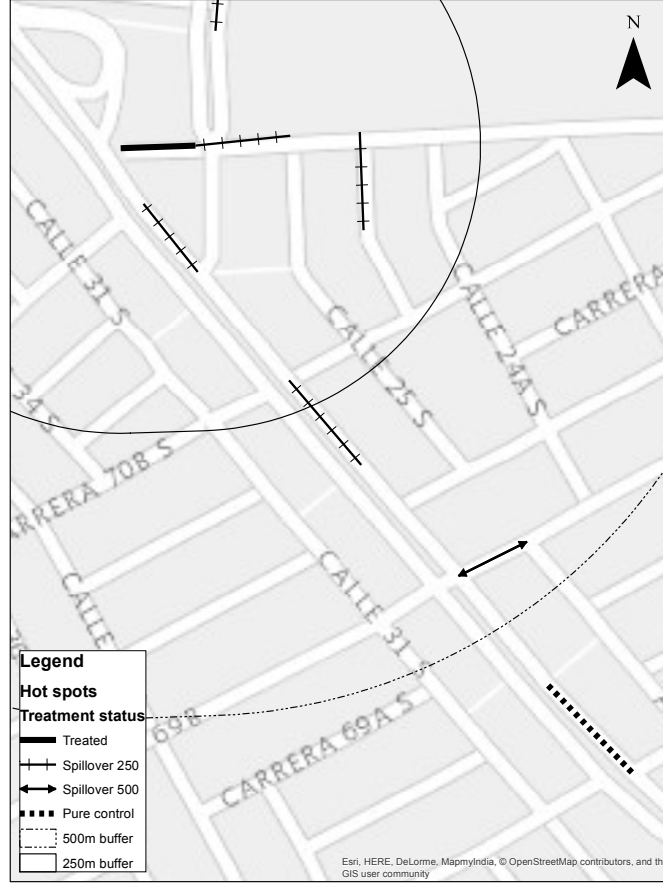 N
CALLE 31 S
CARRERA
CALLE 24A S
CALLE 25 S
34 S
ARRERA 70B S
CALLE
CALLE 31 S
69B
CARRERA 69A S
Legend
Hot spots
Treatment status
Treated
Spillover 250
Spillover 500
Pure control
500m buffer
250m buffer
Esri, HERE, DeLorme, MapmyIndia, © OpenStreetMap contributors, and th
GIS user community